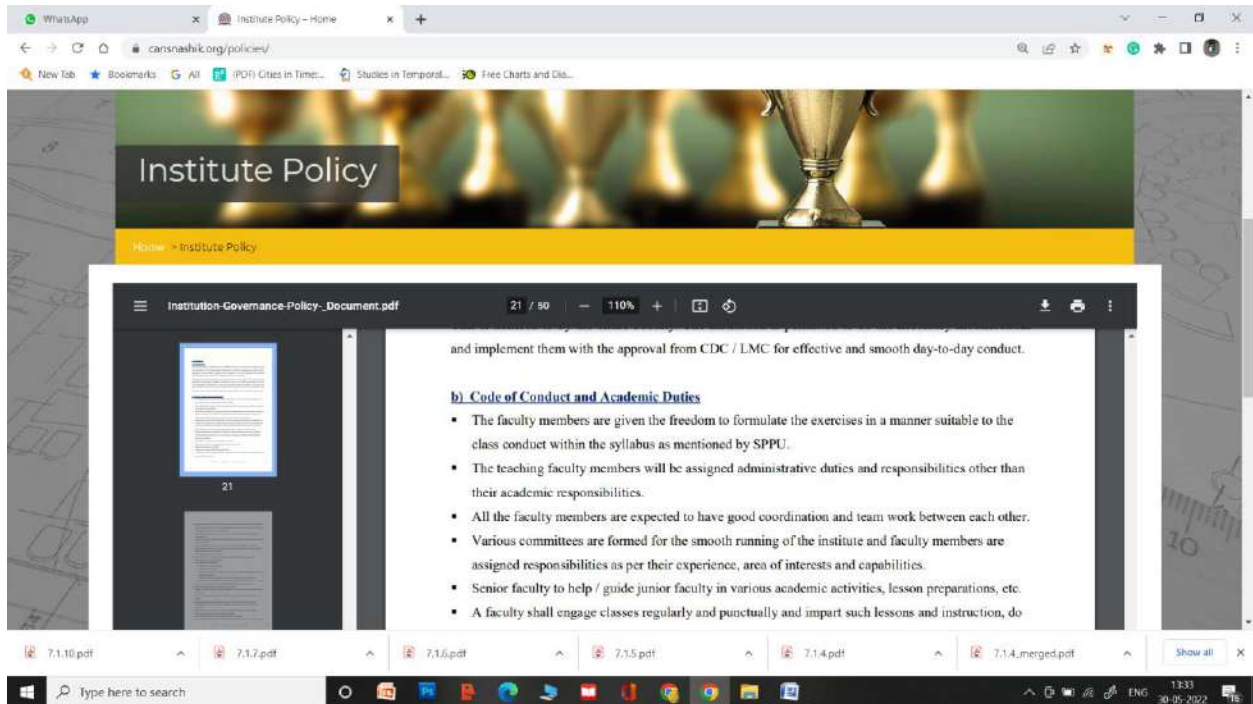 WhatsApp
Institute Policy – Home
cansnashik.org/policies/
New Tab
Bookmarks
All
(PDF) Cities in Time:...
Studies in Temporal...
Free Charts and Dia...
Institute Policy
Home > Institute Policy
Institution-Governance-Policy-_Document.pdf
21 / 50
110%
and implement them with the approval from CDC / LMC for effective and smooth day-to-day conduct.
b) Code of Conduct and Academic Duties
▪ The faculty members are given the freedom to formulate the exercises in a manner suitable to the
class conduct within the syllabus as mentioned by SPPU.
▪ The teaching faculty members will be assigned administrative duties and responsibilities other than
their academic responsibilities.
▪ All the faculty members are expected to have good coordination and team work between each other.
▪ Various committees are formed for the smooth running of the institute and faculty members are
assigned responsibilities as per their experience, area of interests and capabilities.
▪ Senior faculty to help / guide junior faculty in various academic activities, lesson preparations, etc.
▪ A faculty shall engage classes regularly and punctually and impart such lessons and instruction, do
21
7.1.10.pdf
7.1.7.pdf
7.1.6.pdf
7.1.5.pdf
7.1.4.pdf
7.1.4_merged.pdf
Show all
Type here to search
ENG
13:33
30-05-2022